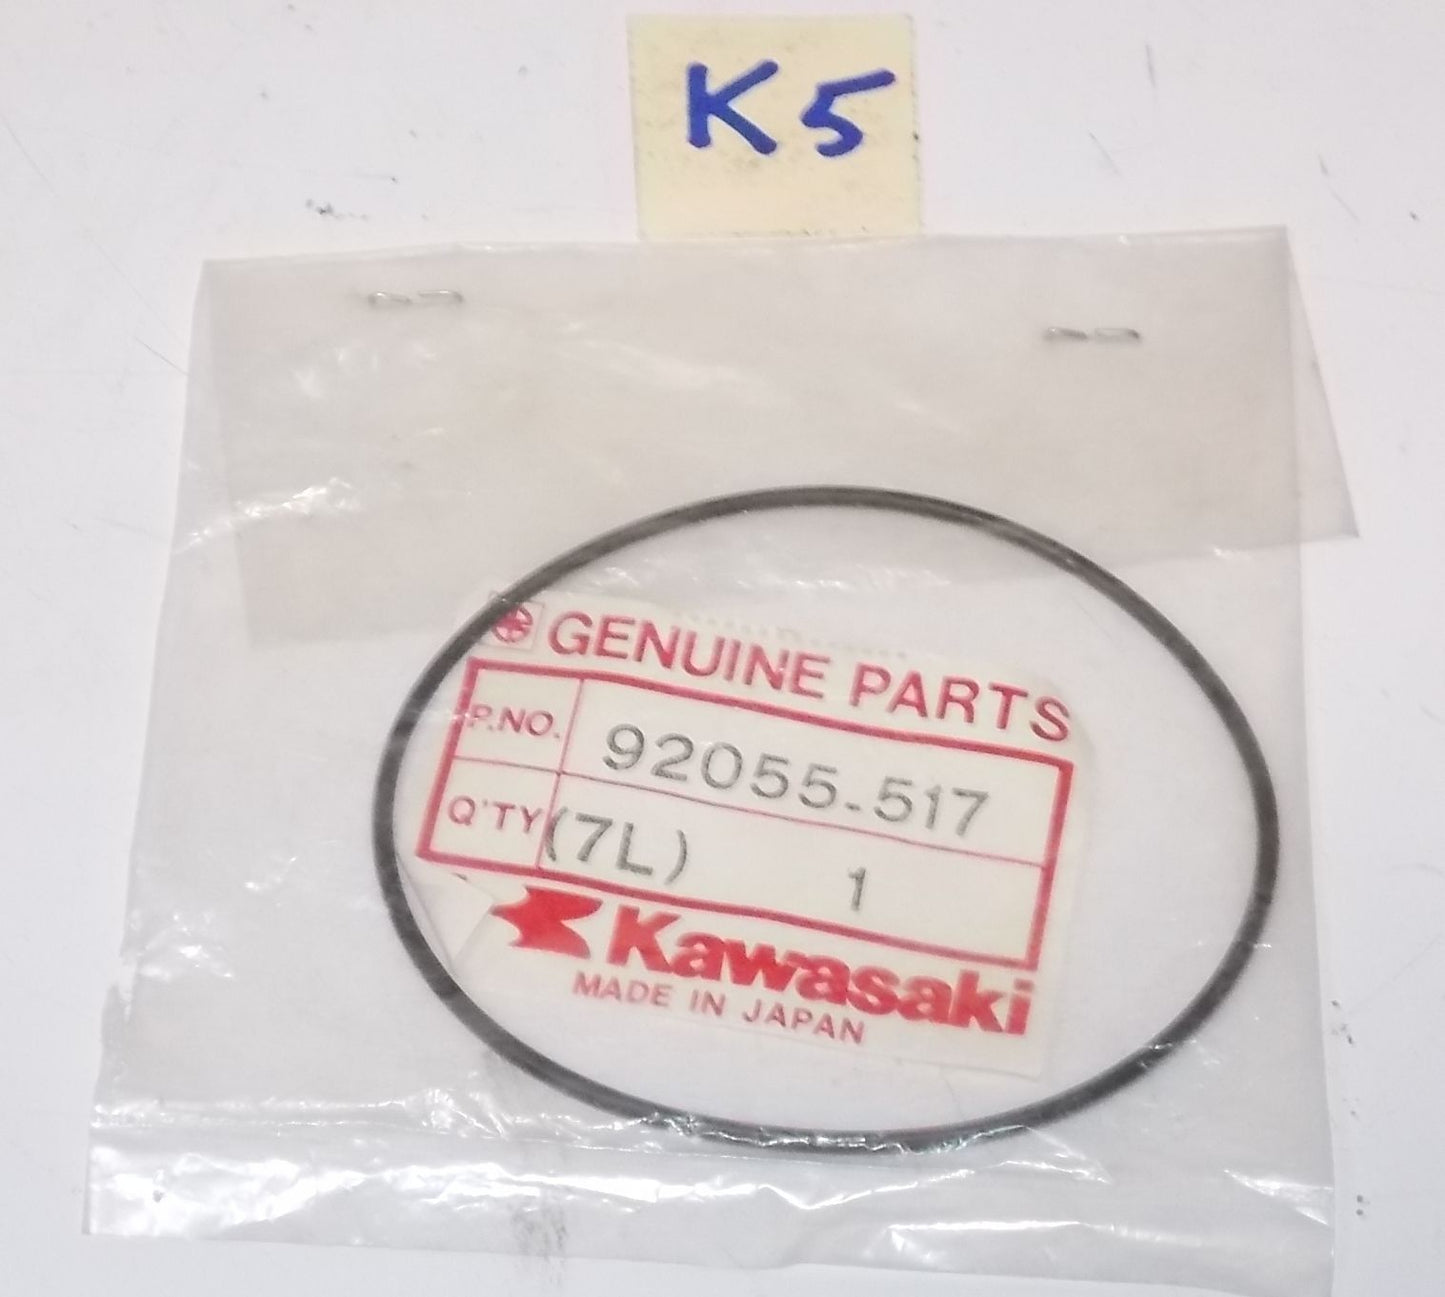 K5
GENUINE PARTS
P.NO. 92055-517
Q'TY (7L) 1
Kawasaki
MADE IN JAPAN